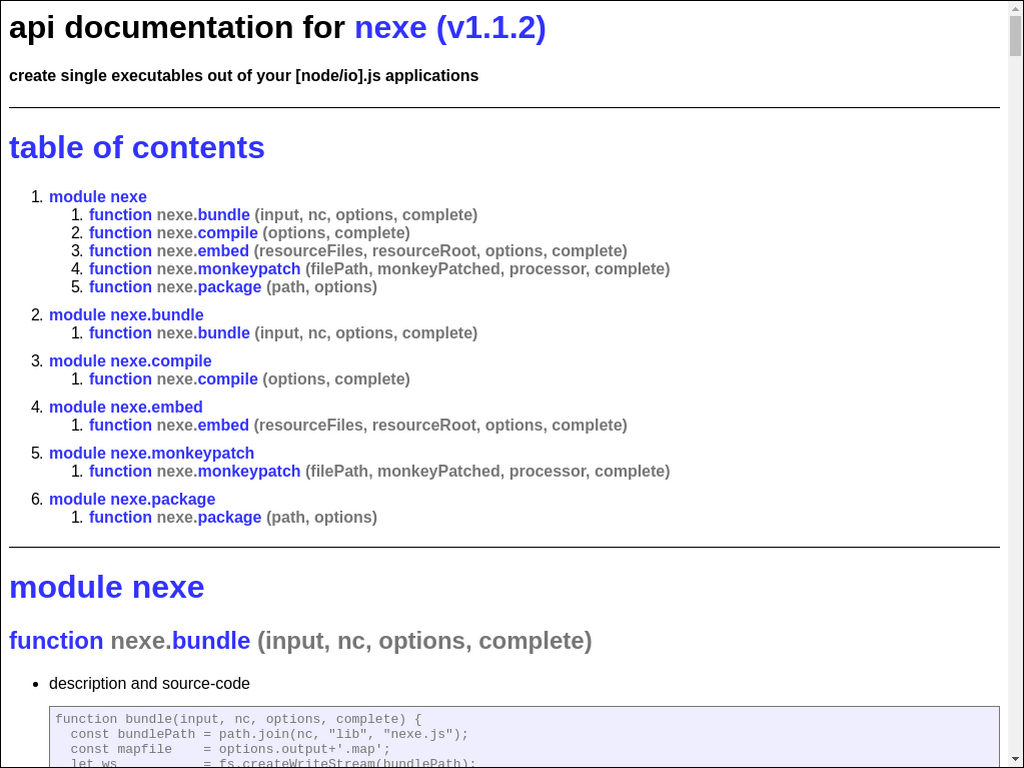 api documentation for nexe (v1.1.2)
create single executables out of your [node/io].js applications
table of contents
1. module nexe
1. function nexe.bundle (input, nc, options, complete)
2. function nexe.compile (options, complete)
3. function nexe.embed (resourceFiles, resourceRoot, options, complete)
4. function nexe.monkeypatch (filePath, monkeyPatched, processor, complete)
5. function nexe.package (path, options)
2. module nexe.bundle
1. function nexe.bundle (input, nc, options, complete)
3. module nexe.compile
1. function nexe.compile (options, complete)
4. module nexe.embed
1. function nexe.embed (resourceFiles, resourceRoot, options, complete)
5. module nexe.monkeypatch
1. function nexe.monkeypatch (filePath, monkeyPatched, processor, complete)
6. module nexe.package
1. function nexe.package (path, options)
module nexe
function nexe.bundle (input, nc, options, complete)
• description and source-code
function bundle(input, nc, options, complete) {
  const bundlePath = path.join(nc, "lib", "nexe.js");
  const mapfile    = options.output+'.map';
  let ws           = fs.createWriteStream(bundlePath);